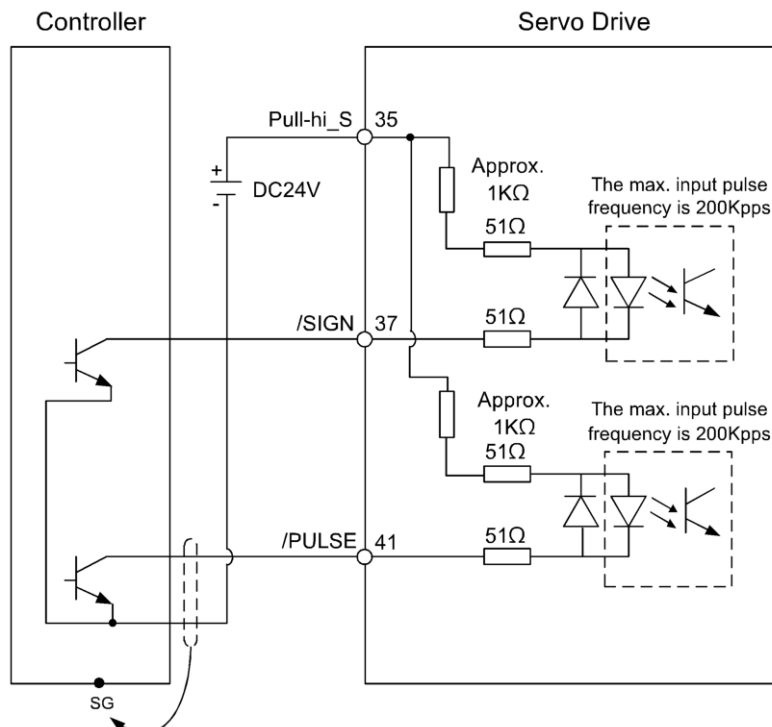 Controller
Servo Drive
Pull-hi_S
35
+
-
DC24V
Approx.
1KΩ
51Ω
The max. input pulse
frequency is 200Kpps
/SIGN
37
51Ω
Approx.
1KΩ
51Ω
The max. input pulse
frequency is 200Kpps
/PULSE
41
51Ω
SG